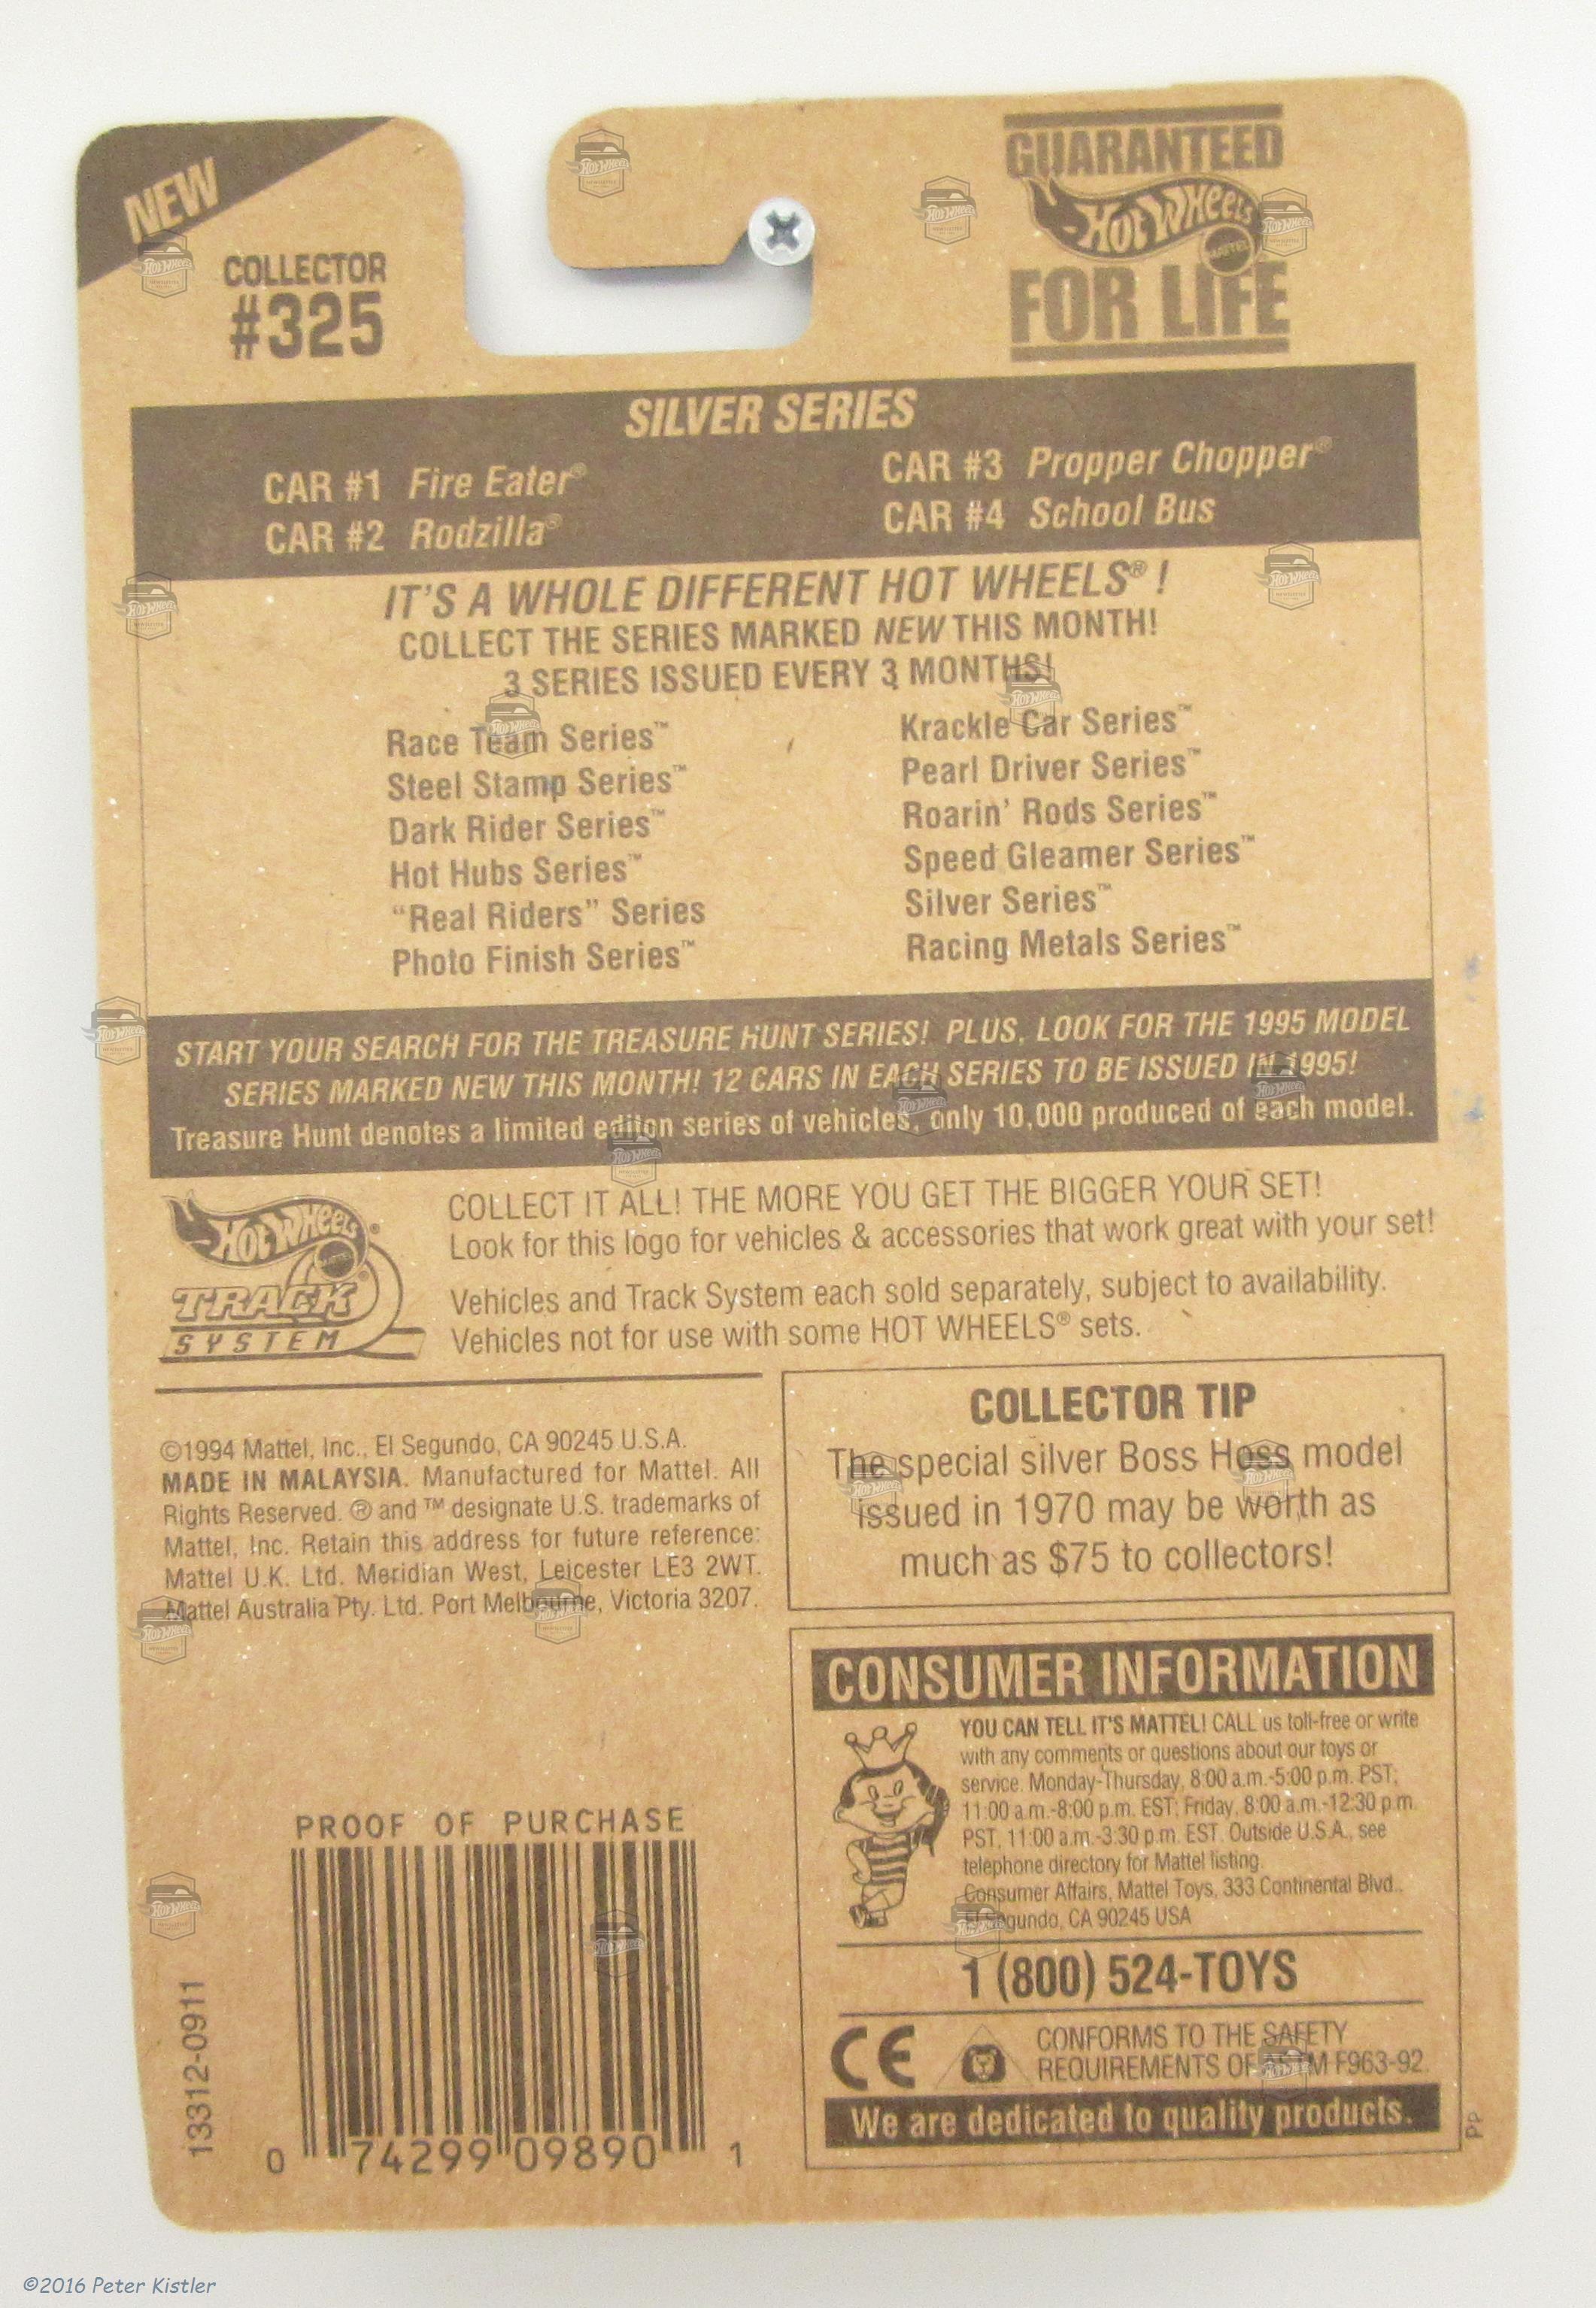 NEW
COLLECTOR
#325
GUARANTEED
HOT WHEELS
MATTEL
FOR LIFE
SILVER SERIES
CAR #1 Fire Eater®
CAR #2 Rodzilla®
CAR #3 Propper Chopper®
CAR #4 School Bus
IT'S A WHOLE DIFFERENT HOT WHEELS® !
COLLECT THE SERIES MARKED NEW THIS MONTH!
3 SERIES ISSUED EVERY 3 MONTHS!
Race Team Series™
Steel Stamp Series™
Dark Rider Series™
Hot Hubs Series™
“Real Riders” Series
Photo Finish Series™
Krackle Car Series™
Pearl Driver Series™
Roarin' Rods Series™
Speed Gleamer Series™
Silver Series™
Racing Metals Series™
START YOUR SEARCH FOR THE TREASURE HUNT SERIES! PLUS, LOOK FOR THE 1995 MODEL
SERIES MARKED NEW THIS MONTH! 12 CARS IN EACH SERIES TO BE ISSUED IN 1995!
Treasure Hunt denotes a limited editon series of vehicles, only 10,000 produced of each model.
HOT WHEELS®
TRACK®
SYSTEM
COLLECT IT ALL! THE MORE YOU GET THE BIGGER YOUR SET!
Look for this logo for vehicles & accessories that work great with your set!
Vehicles and Track System each sold separately, subject to availability.
Vehicles not for use with some HOT WHEELS® sets.
©1994 Mattel, Inc., El Segundo, CA 90245 U.S.A.
MADE IN MALAYSIA. Manufactured for Mattel. All
Rights Reserved. ® and ™ designate U.S. trademarks of
Mattel, Inc. Retain this address for future reference:
Mattel U.K. Ltd. Meridian West, Leicester LE3 2WT.
Mattel Australia Pty. Ltd. Port Melbourne, Victoria 3207.
COLLECTOR TIP
The special silver Boss Hoss model
issued in 1970 may be worth as
much as $75 to collectors!
CONSUMER INFORMATION
YOU CAN TELL IT'S MATTEL! CALL us toll-free or write
with any comments or questions about our toys or
service. Monday-Thursday, 8:00 a.m.-5:00 p.m. PST;
11:00 a.m.-8:00 p.m. EST; Friday, 8:00 a.m.-12:30 p.m.
PST, 11:00 a.m.-3:30 p.m. EST. Outside U.S.A., see
telephone directory for Mattel listing.
Consumer Affairs, Mattel Toys, 333 Continental Blvd.,
El Segundo, CA 90245 USA
1 (800) 524-TOYS
CE
CONFORMS TO THE SAFETY
REQUIREMENTS OF ASTM F963-92.
We are dedicated to quality products.
PP
PROOF OF PURCHASE
0 74299 09890 1
13312-0911
©2016 Peter Kistler